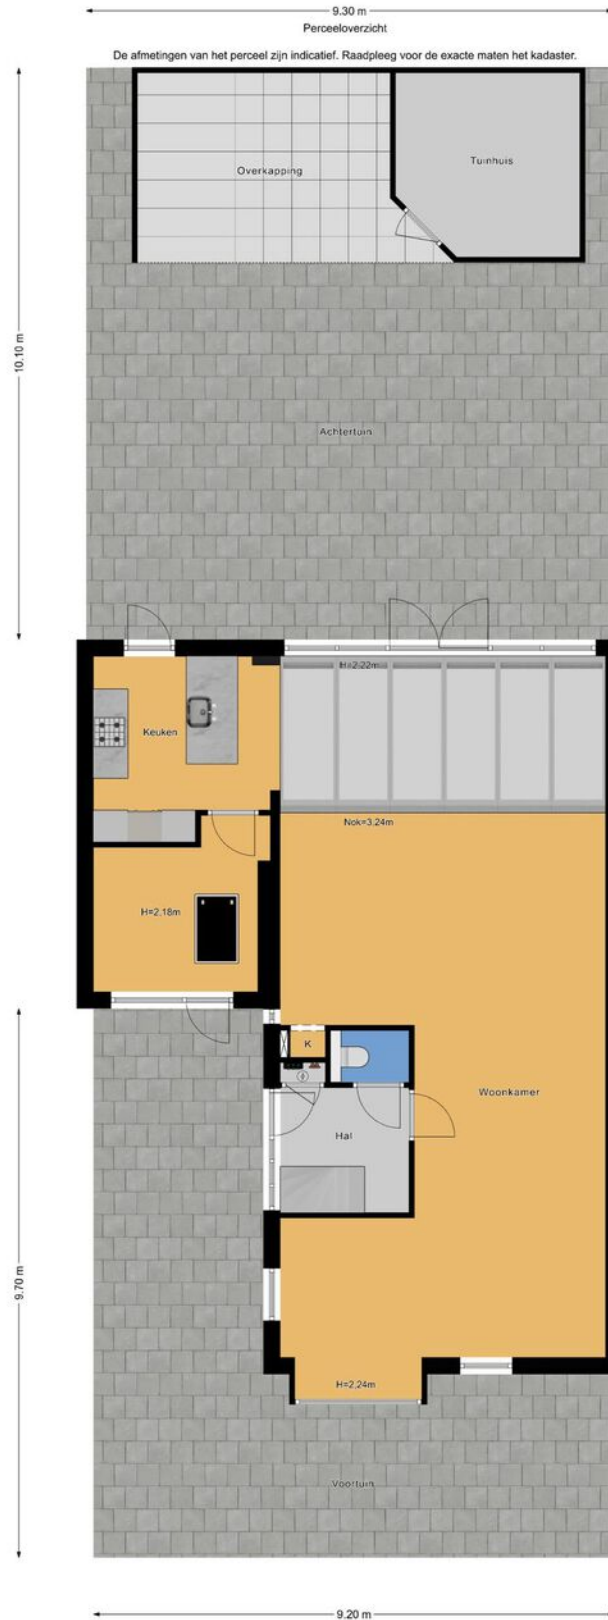 9.30 m
Perceeloverzicht
De afmetingen van het perceel zijn indicatief. Raadpleeg voor de exacte maten het kadaster.
Overkapping
Tuinhuis
10.10 m
Achtertuin
H=2.22m
Keuken
Nok=3.24m
H=2.18m
K
Woonkamer
Hal
9.70 m
H=2.24m
Voortuin
9.20 m